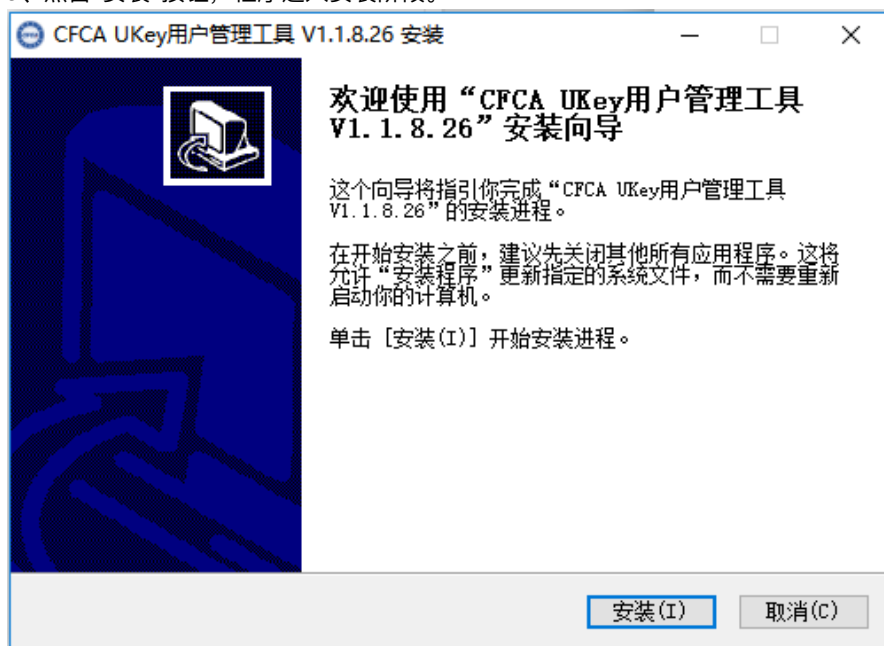 CFCA UKey用户管理工具 V1.1.8.26 安装
欢迎使用“CFCA UKey用户管理工具
V1.1.8.26”安装向导
这个向导将指引你完成“CFCA UKey用户管理工具
V1.1.8.26”的安装进程。
在开始安装之前，建议先关闭其他所有应用程序。这将
允许“安装程序”更新指定的系统文件，而不需要重新
启动你的计算机。
单击 [安装(I)] 开始安装进程。
安装(I)
取消(C)